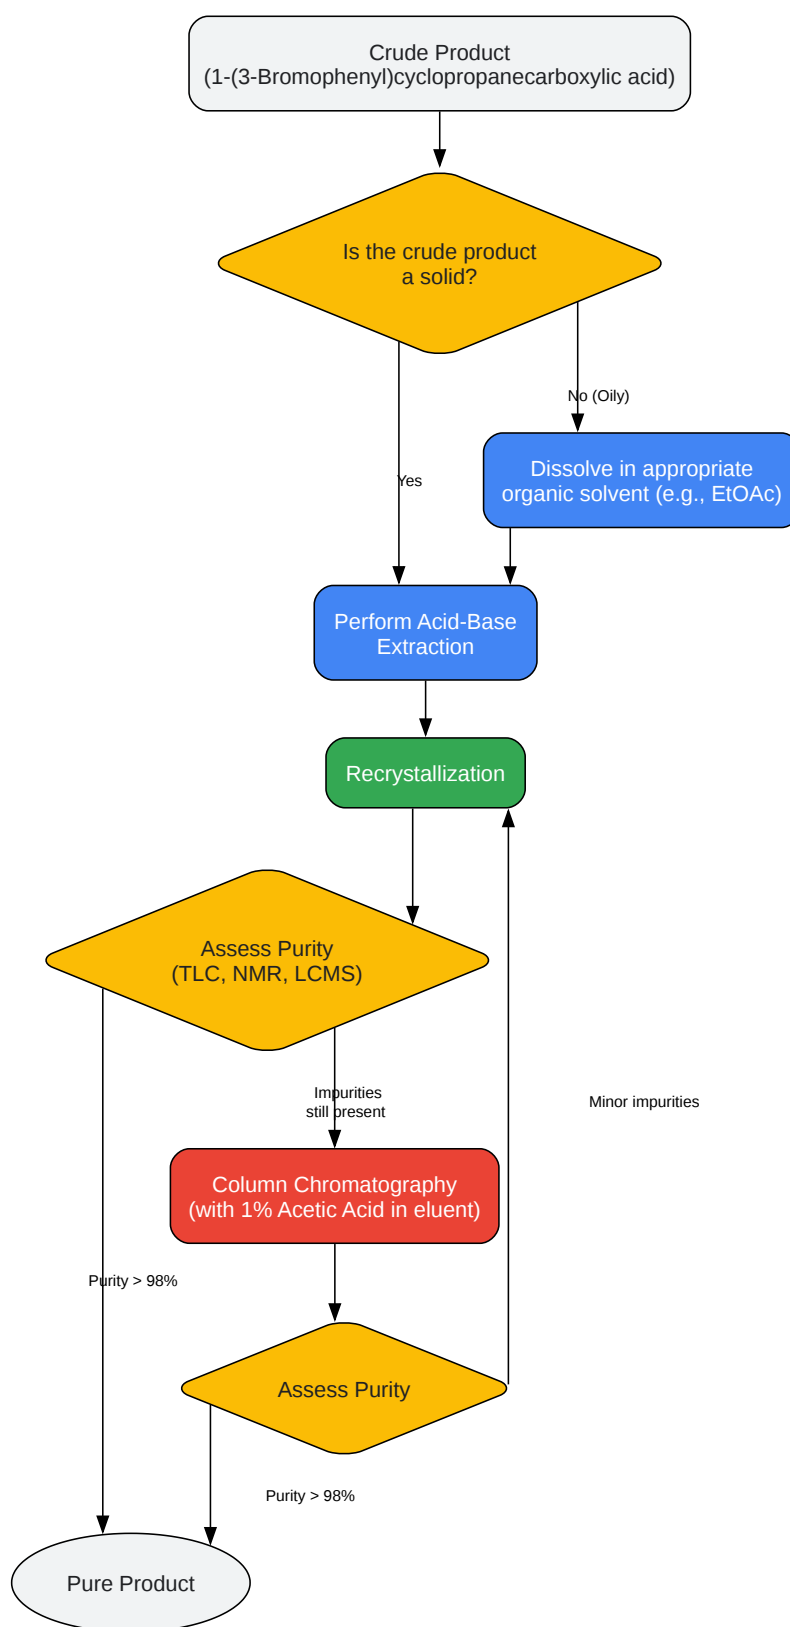 Crude Product
(1-(3-Bromophenyl)cyclopropanecarboxylic acid)
Is the crude product
a solid?
No (Oily)
Yes
Dissolve in appropriate
organic solvent (e.g., EtOAc)
Perform Acid-Base
Extraction
Recrystallization
Assess Purity
(TLC, NMR, LCMS)
Impurities
still present
Minor impurities
Column Chromatography
(with 1% Acetic Acid in eluent)
Purity > 98%
Assess Purity
Purity > 98%
Pure Product